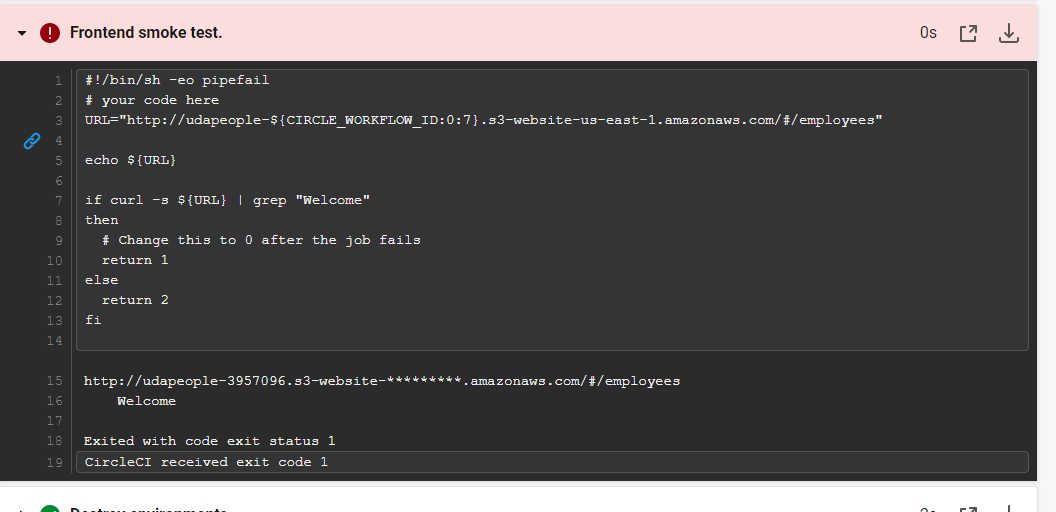 Frontend smoke test.
0s
1 #!/bin/sh -eo pipefail
2 # your code here
3 URL="http://udapeople-${CIRCLE_WORKFLOW_ID:0:7}.s3-website-us-east-1.amazonaws.com/#/employees"
4
5 echo ${URL}
6
7 if curl -s ${URL} | grep "Welcome"
8 then
9   # Change this to 0 after the job fails
10   return 1
11 else
12   return 2
13 fi
14
15 http://udapeople-3957096.s3-website-*********.amazonaws.com/#/employees
16     Welcome
17
18 Exited with code exit status 1
19 CircleCI received exit code 1